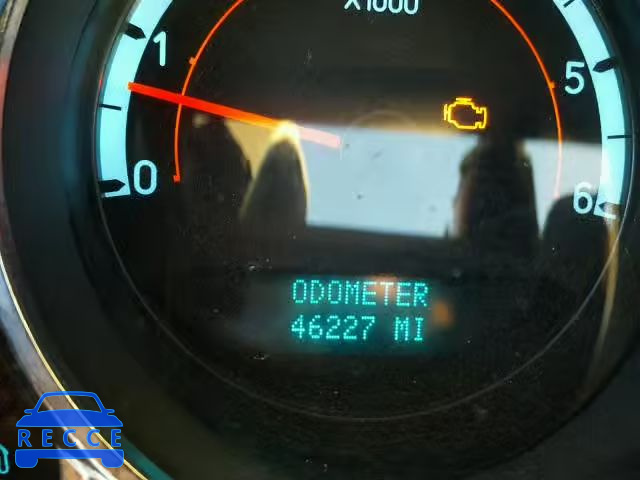 X1000
1
5
0
6
ODOMETER
46227 MI
RECCE